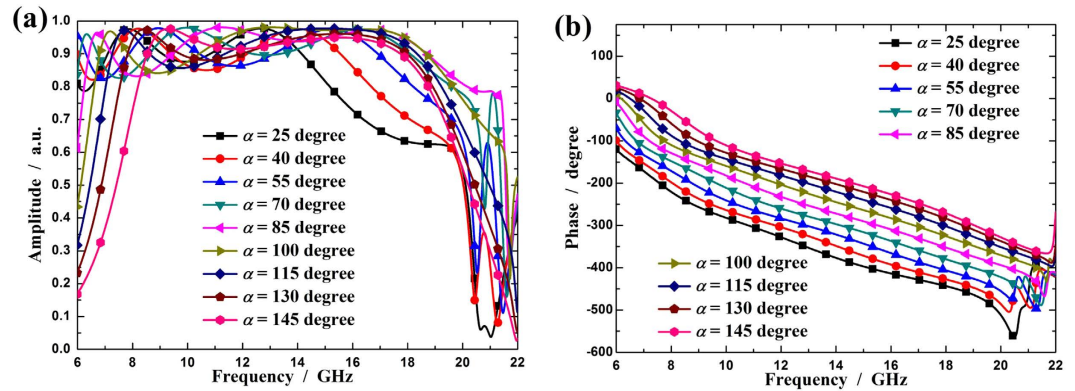 (a)
1.0
0.9
0.8
0.7
0.6
0.5
0.4
0.3
0.2
0.1
0.0
Amplitude / a.u.
α = 25 degree
α = 40 degree
α = 55 degree
α = 70 degree
α = 85 degree
α = 100 degree
α = 115 degree
α = 130 degree
α = 145 degree
6 8 10 12 14 16 18 20 22
Frequency / GHz
(b)
100
0
-100
-200
-300
-400
-500
-600
Phase / degree
α = 25 degree
α = 40 degree
α = 55 degree
α = 70 degree
α = 85 degree
α = 100 degree
α = 115 degree
α = 130 degree
α = 145 degree
6 8 10 12 14 16 18 20 22
Frequency / GHz